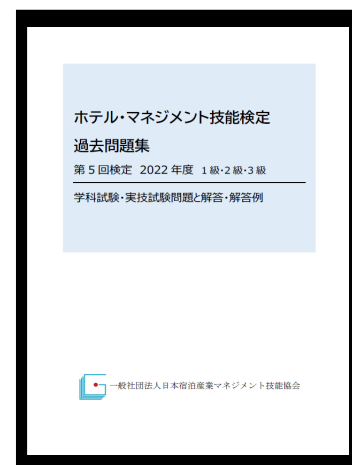 ホテル・マネジメント技能検定
過去問題集
第5回検定 2022年度 1級・2級・3級
学科試験・実技試験問題と解答・解答例
一般社団法人日本宿泊産業マネジメント技能協会